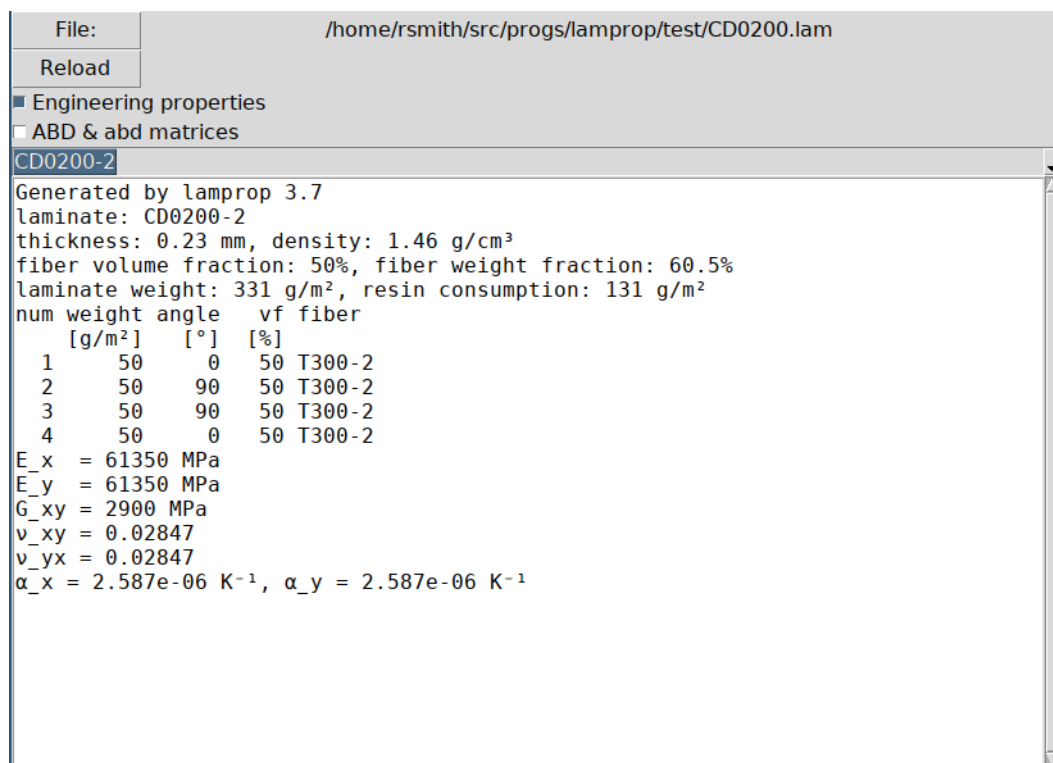 File: /home/rsmith/src/progs/lamprop/test/CD0200.lam
Reload
Engineering properties
ABD & abd matrices
CD0200-2
Generated by lamprop 3.7
laminate: CD0200-2
thickness: 0.23 mm, density: 1.46 g/cm³
fiber volume fraction: 50%, fiber weight fraction: 60.5%
laminate weight: 331 g/m², resin consumption: 131 g/m²
num weight angle   vf fiber
    [g/m²]    [°]  [%]
  1     50      0   50 T300-2
  2     50     90   50 T300-2
  3     50     90   50 T300-2
  4     50      0   50 T300-2
E_x  = 61350 MPa
E_y  = 61350 MPa
G_xy = 2900 MPa
ν_xy = 0.02847
ν_yx = 0.02847
α_x = 2.587e-06 K⁻¹, α_y = 2.587e-06 K⁻¹